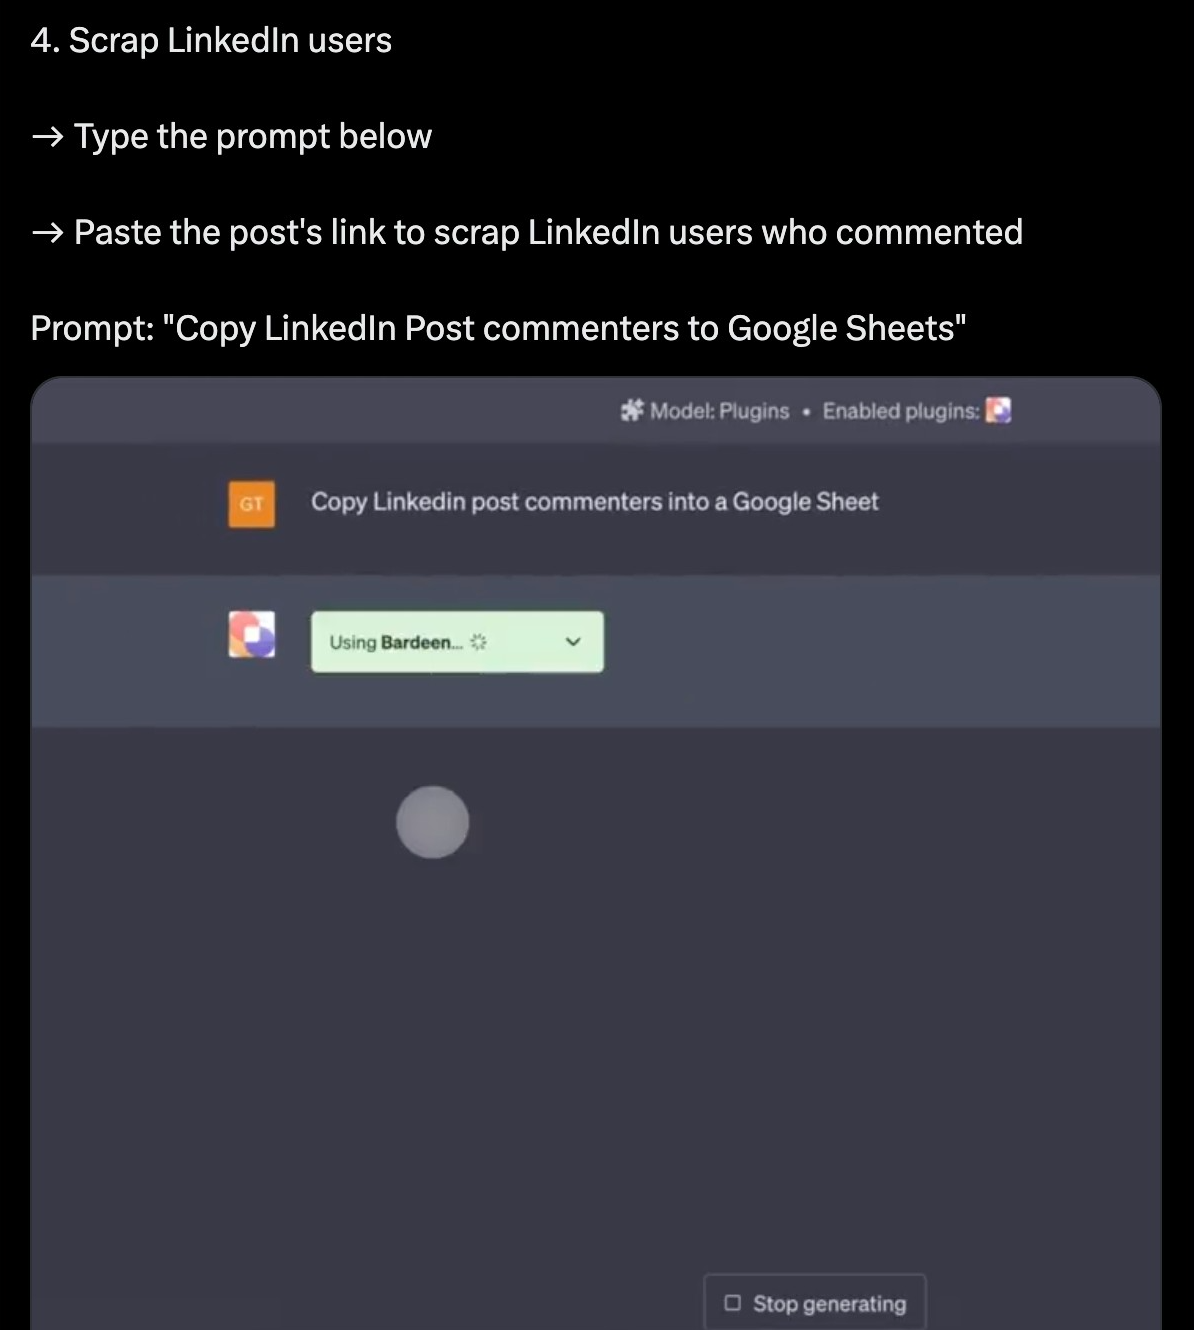 4. Scrap LinkedIn users
→ Type the prompt below
→ Paste the post's link to scrap LinkedIn users who commented
Prompt: "Copy LinkedIn Post commenters to Google Sheets"
Model: Plugins • Enabled plugins:
GT
Copy Linkedin post commenters into a Google Sheet
Using Bardeen...
Stop generating